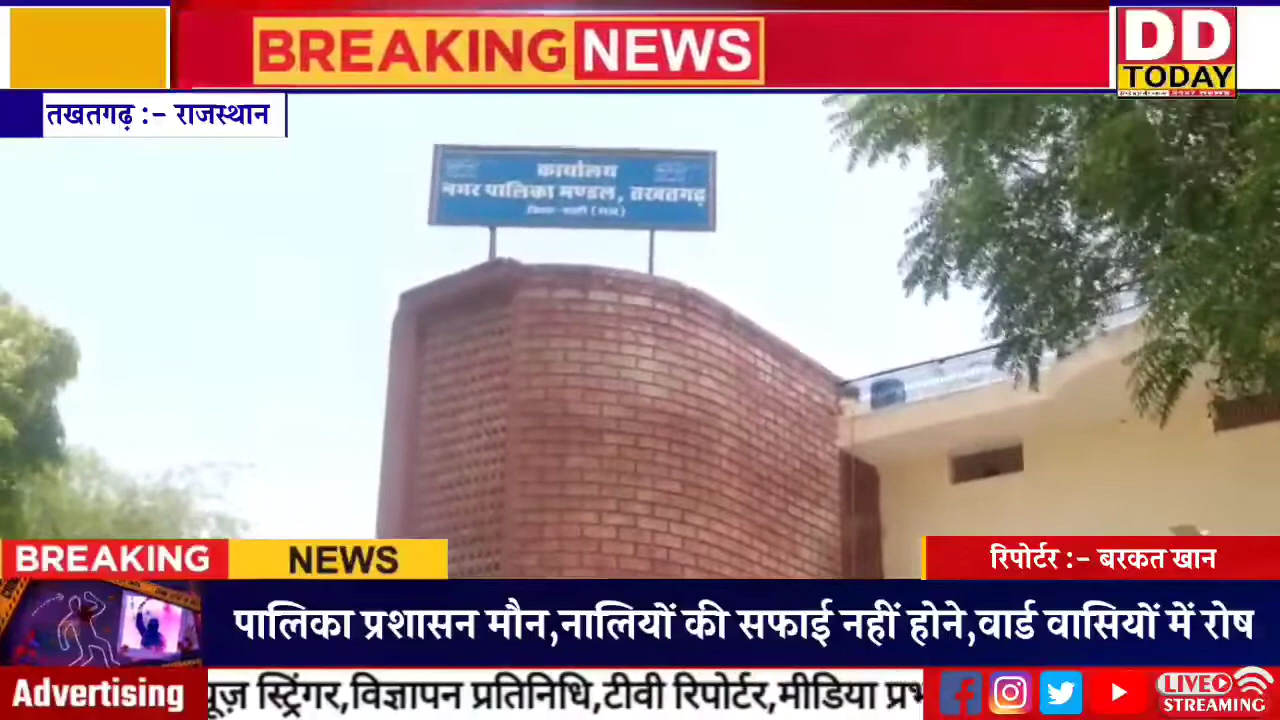 BREAKING NEWS
DD
TODAY
तखतगढ़ :- राजस्थान
कार्यालय
नगर पालिका मण्डल, तखतगढ़
BREAKING NEWS
रिपोर्टर :- बरकत खान
पालिका प्रशासन मौन,नालियों की सफाई नहीं होने,वार्ड वासियों में रोष
Advertising
स्ट्रिंगर,विज्ञापन प्रतिनिधि,टीवी रिपोर्टर,मीडिया
LIVE
STREAMING